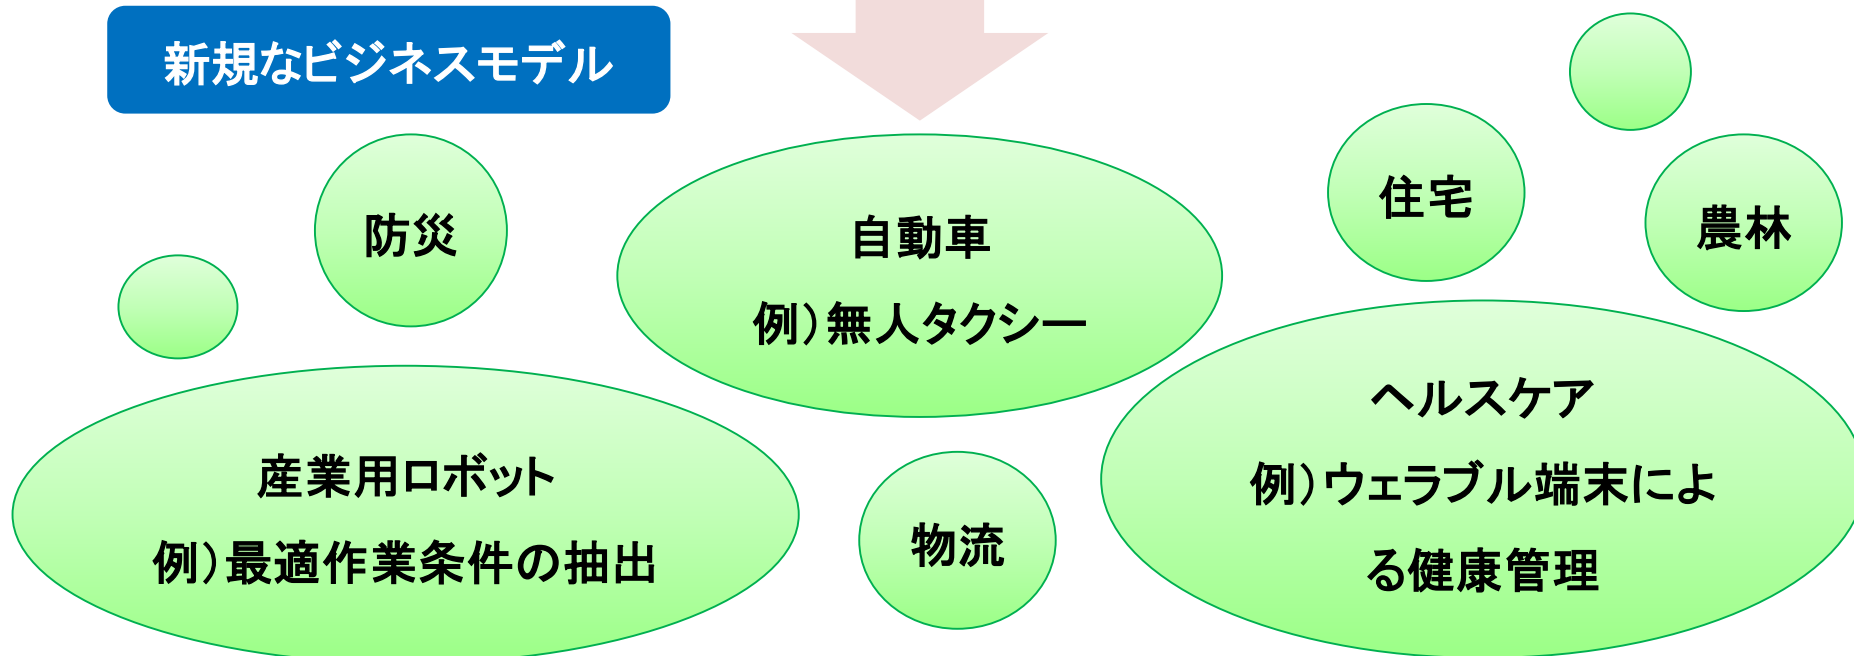 新規なビジネスモデル
防災
自動車
例）無人タクシー
住宅
農林
産業用ロボット
例）最適作業条件の抽出
物流
ヘルスケア
例）ウェラブル端末によ
る健康管理